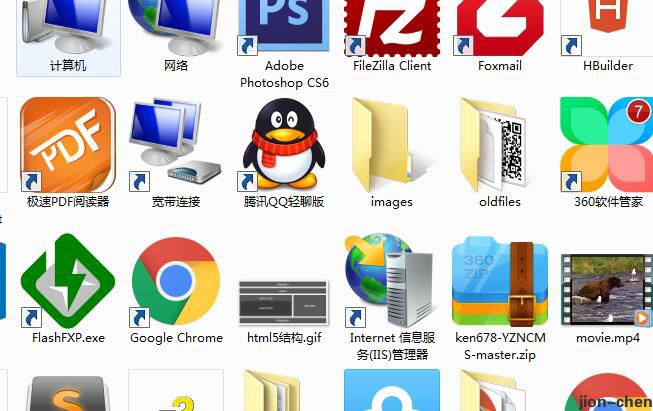 Ps
H
计算机
网络
Adobe
Photoshop CS6
FileZilla Client
Foxmail
HBuilder
PDF
7
极速PDF阅读器
宽带连接
腾讯QQ轻聊版
images
oldfiles
360软件管家
360
ZIP
FlashFXP.exe
Google Chrome
html5结构.gif
Internet 信息服
务(IIS)管理器
ken678-YZNCM
S-master.zip
movie.mp4
jion-chen